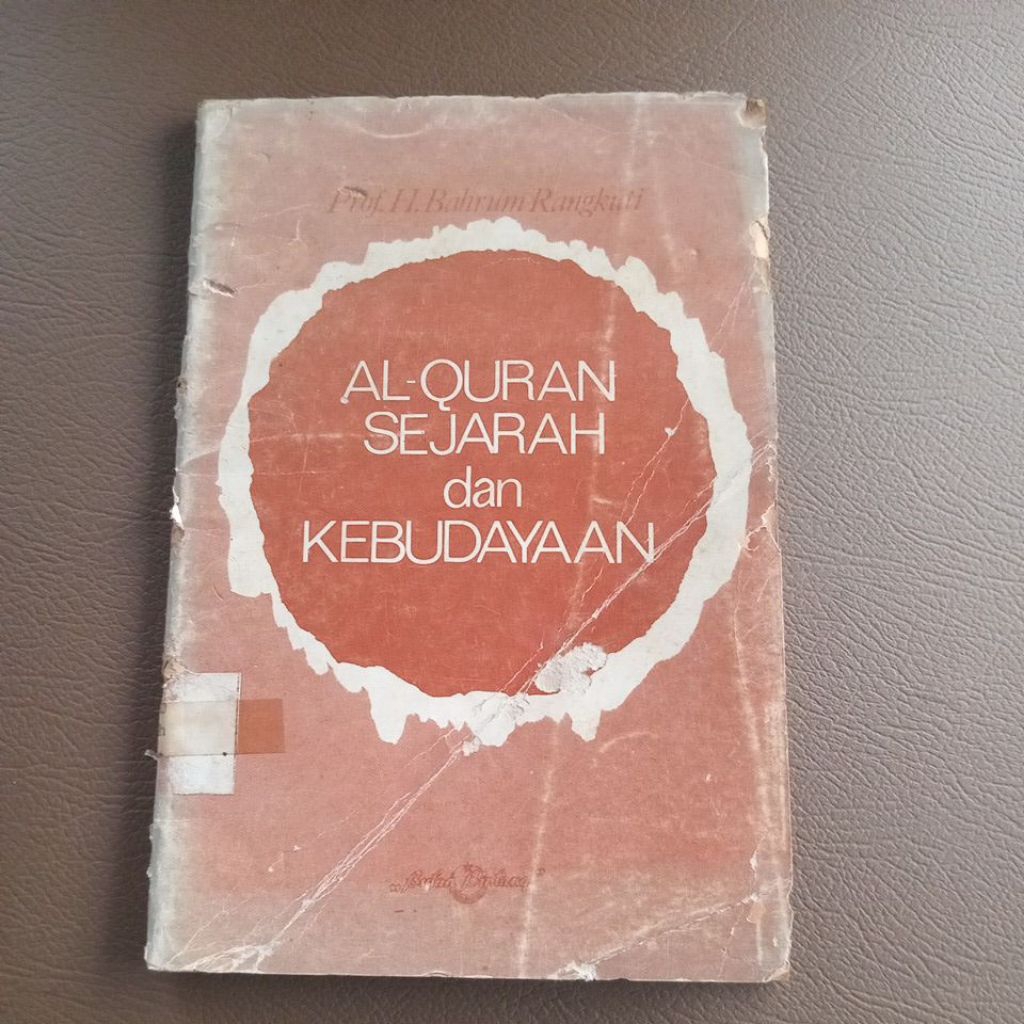 Prof. H. Bahrum Rangkuti
AL-QURAN
SEJARAH
dan
KEBUDAYAAN